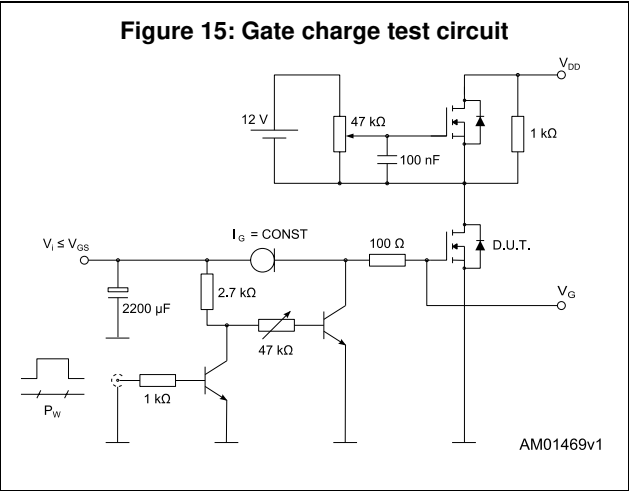 Figure 15: Gate charge test circuit
V_DD
12 V
47 kΩ
1 kΩ
100 nF
V_i ≤ V_GS
I_G = CONST
100 Ω
D.U.T.
2.7 kΩ
2200 µF
V_G
47 kΩ
1 kΩ
P_W
AM01469v1